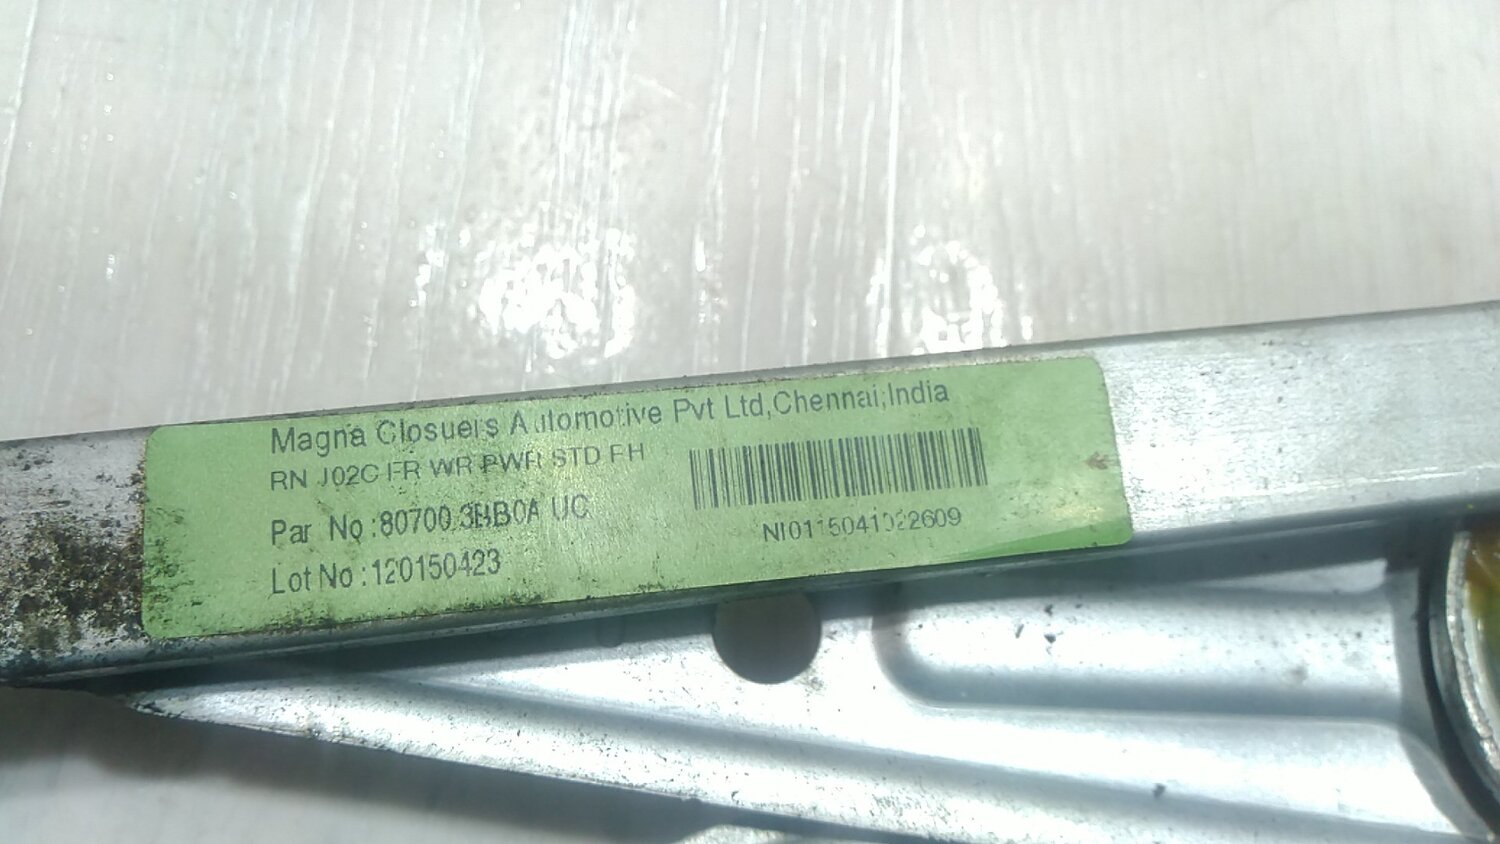 Magna Closuers Automotive Pvt Ltd,Chennai,India
RN J02C FR WR PWR STD FH
Par No :80700 3HB0A UC
Lot No :120150423
NI0115041022609